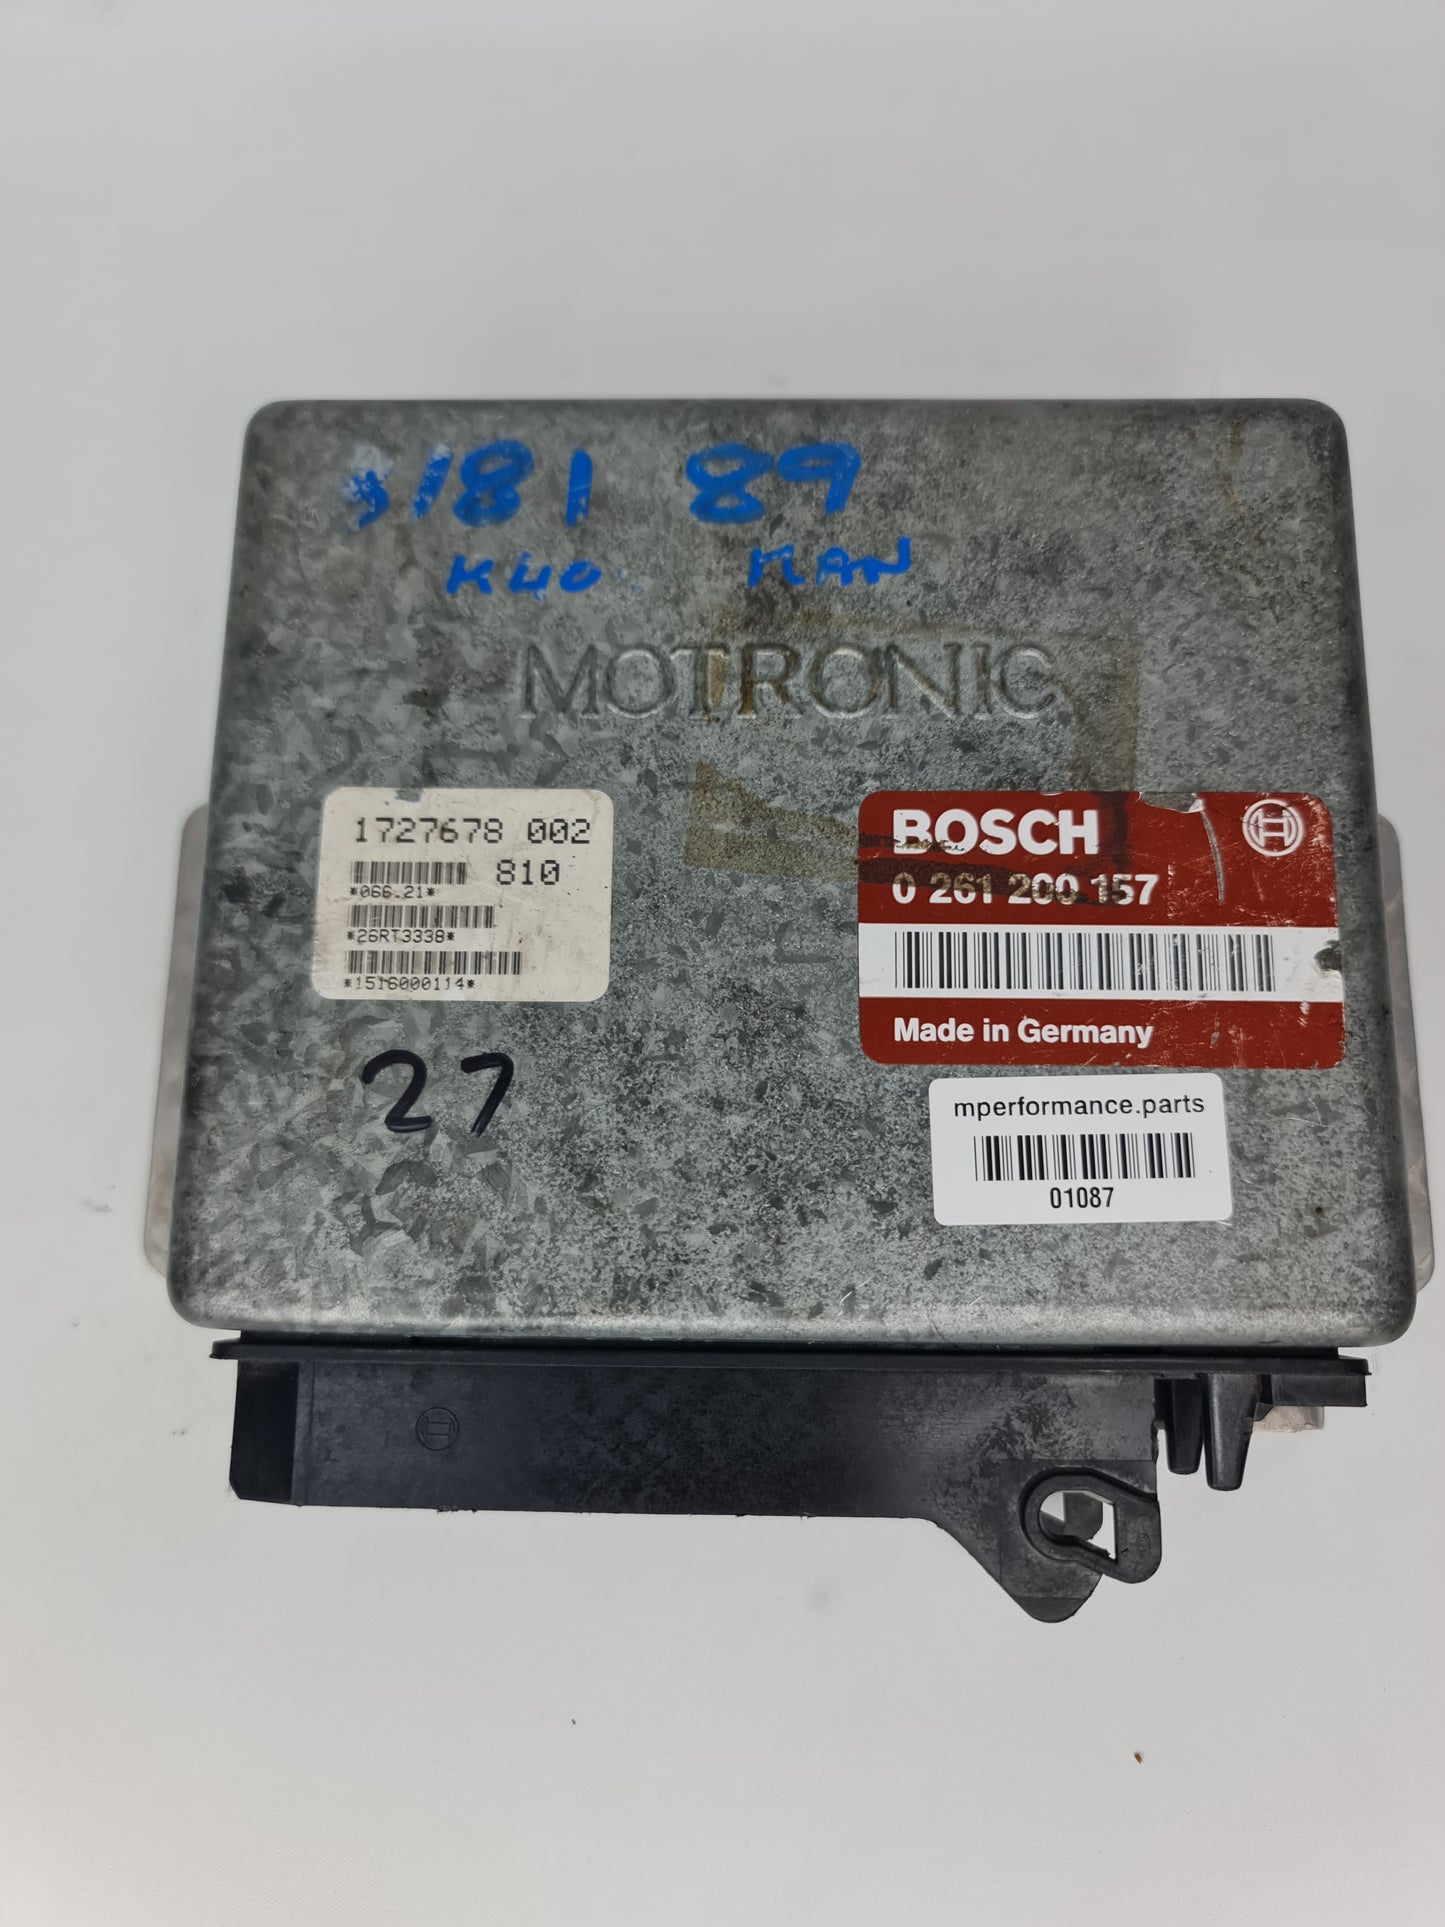 3181 89
K40 MAN
MOTRONIC
1727678 002
810
*066.21*
*26RT3338*
*1516000114*
BOSCH
0 261 200 157
Made in Germany
27
mperformance.parts
01087